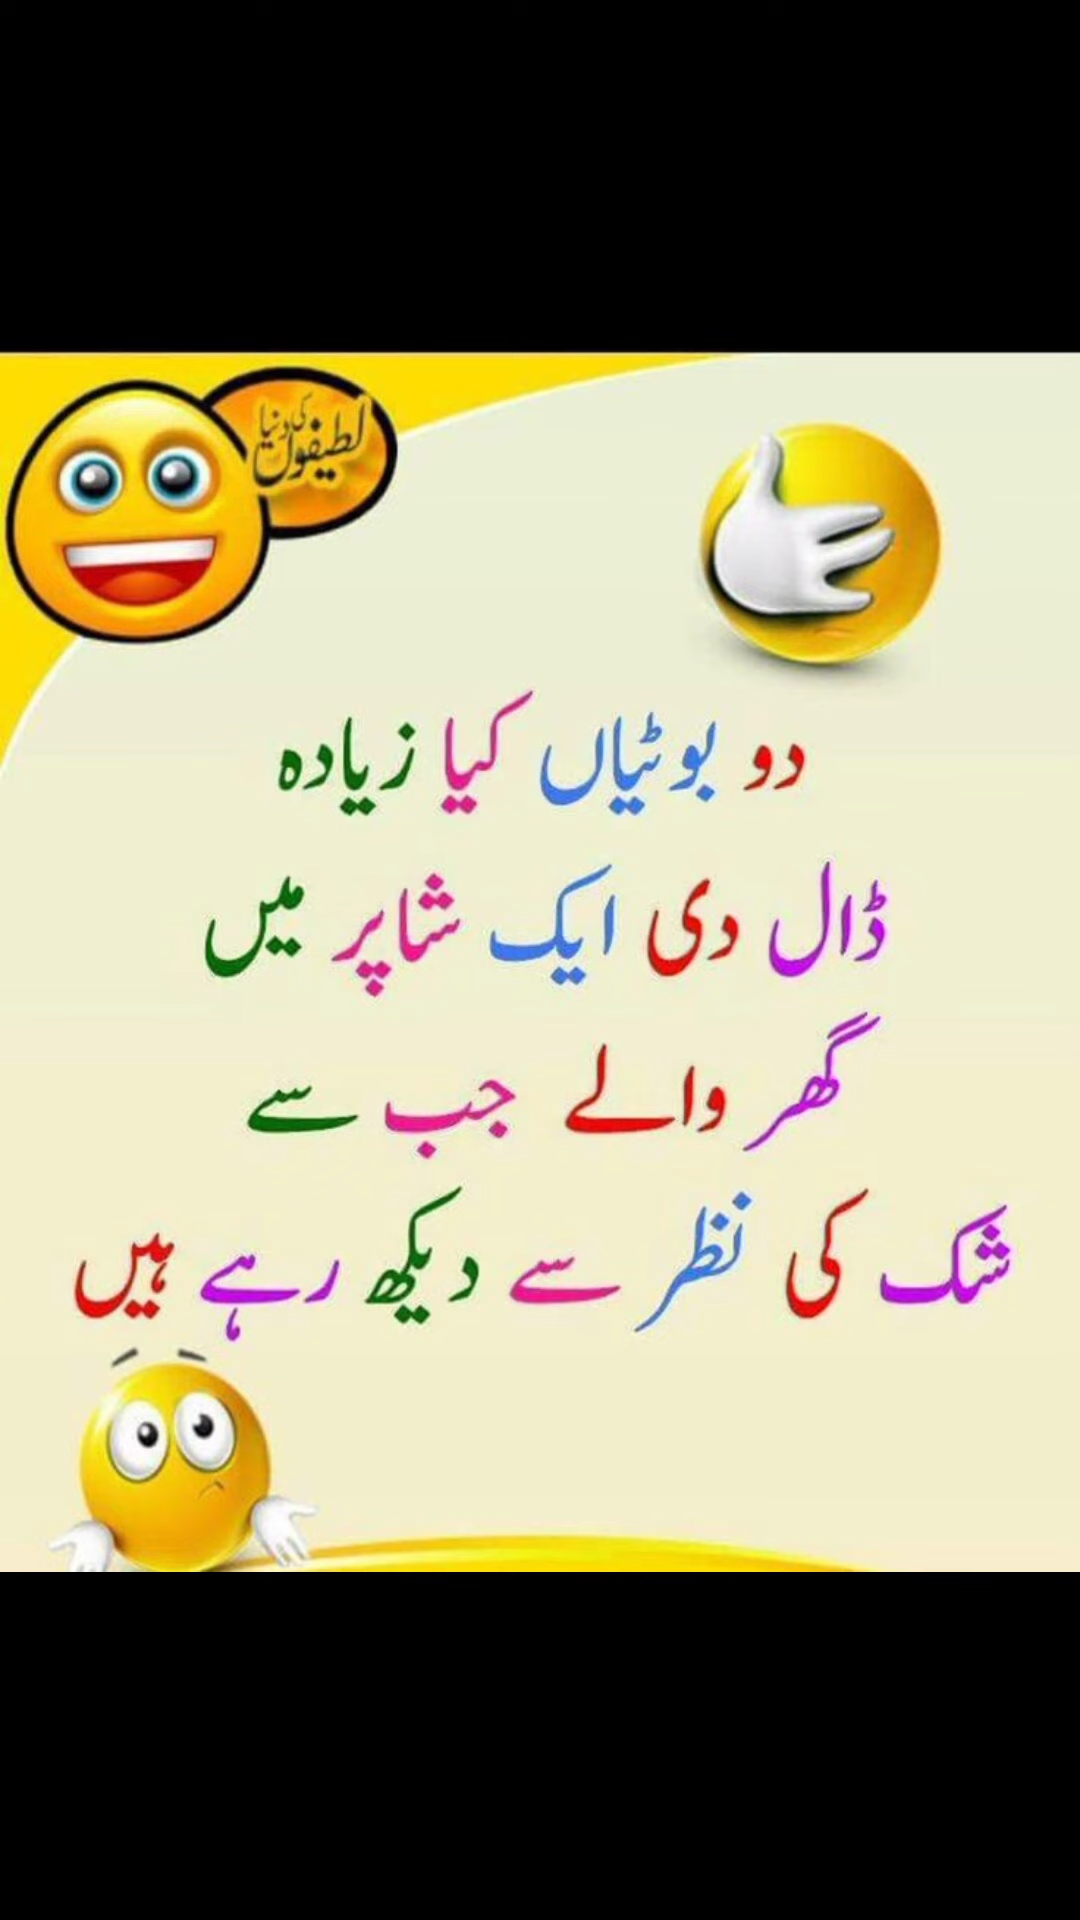 لطیفوں کی دنیا
دو بوٹیاں کیا زیادہ
ڈال دی ایک شاپر میں
گھر والے جب سے
شک کی نظر سے دیکھ رہے ہیں